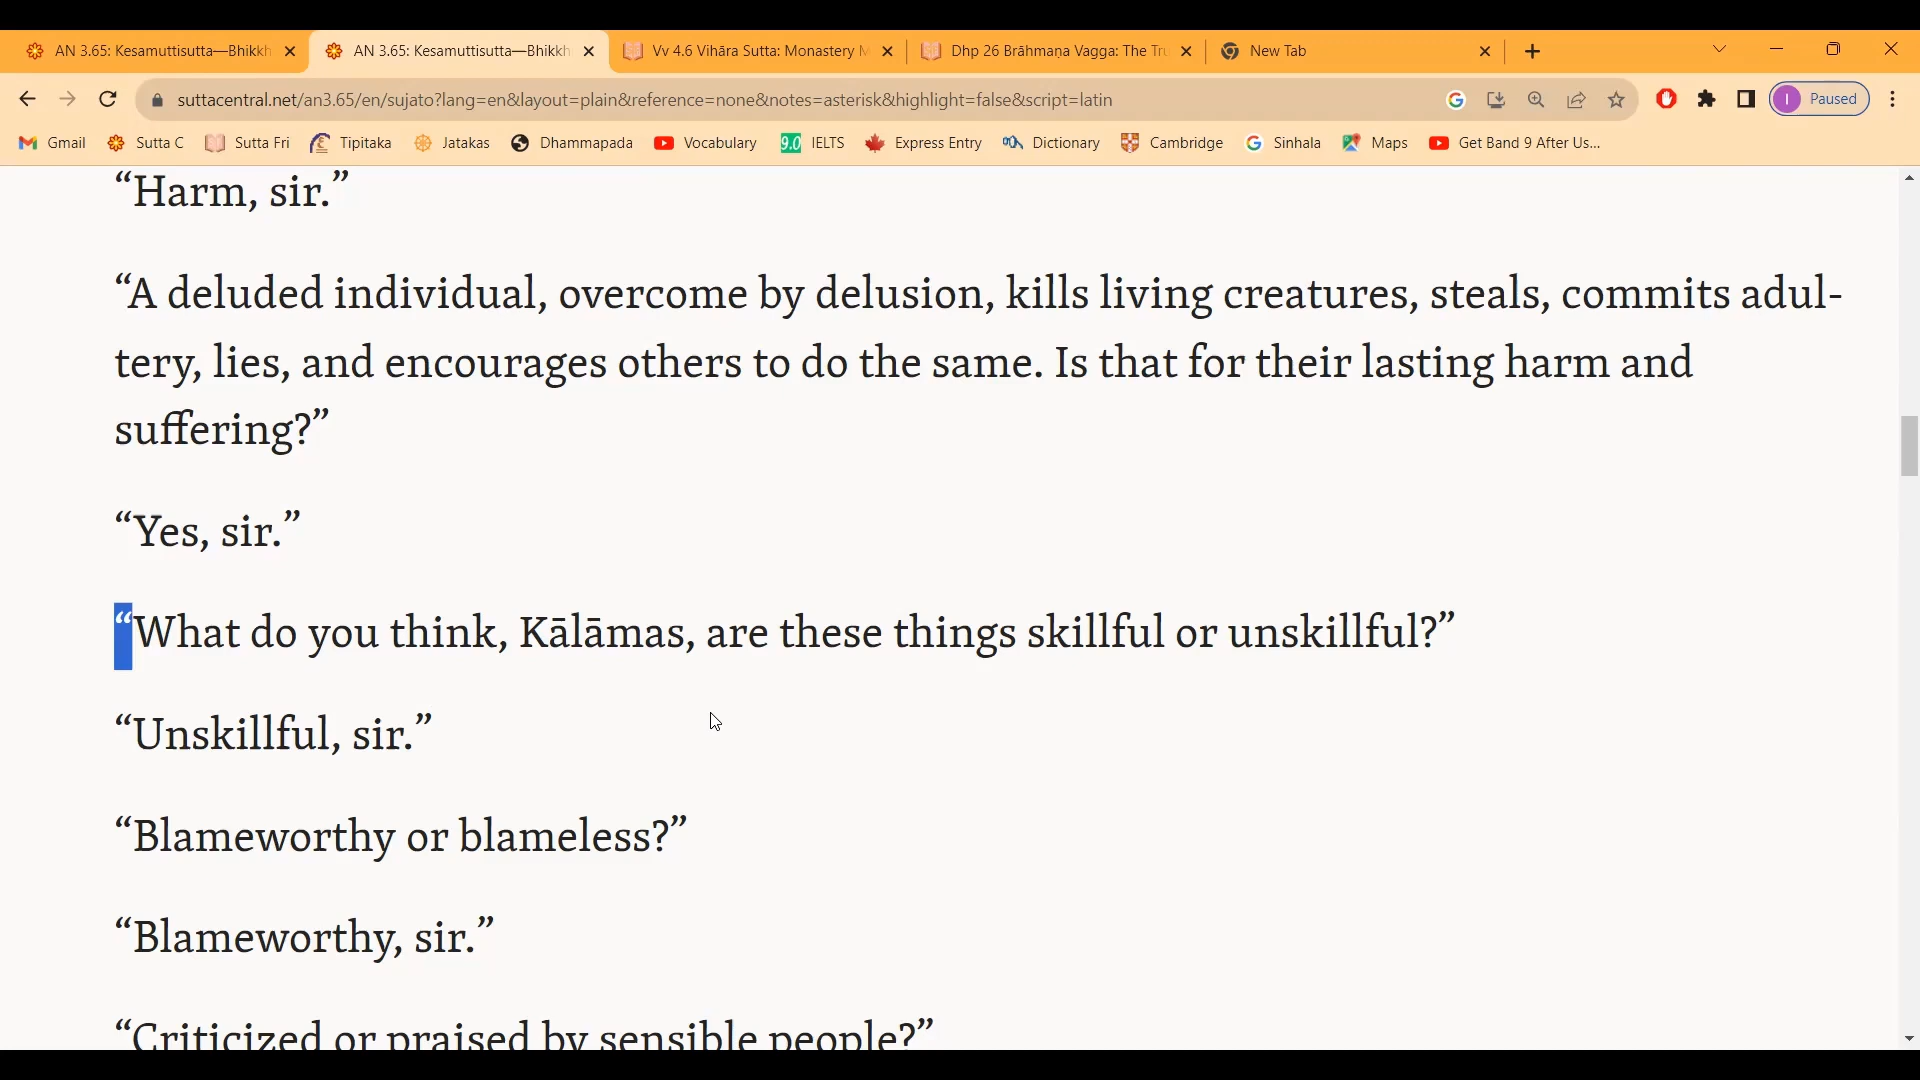 AN 3.65: Kesamuttisutta—Bhikkh
AN 3.65: Kesamuttisutta—Bhikkh
Vv 4.6 Vihāra Sutta: Monastery M
Dhp 26 Brāhmaṇa Vagga: The Tru
New Tab
suttacentral.net/an3.65/en/sujato?lang=en&layout=plain&reference=none&notes=asterisk&highlight=false&script=latin
I Paused
Gmail Sutta C Sutta Fri Tipitaka Jatakas Dhammapada Vocabulary 9.0 IELTS Express Entry Dictionary Cambridge Sinhala Maps Get Band 9 After Us...
“Harm, sir.”
“A deluded individual, overcome by delusion, kills living creatures, steals, commits adul-
tery, lies, and encourages others to do the same. Is that for their lasting harm and
suffering?”
“Yes, sir.”
“What do you think, Kālāmas, are these things skillful or unskillful?”
“Unskillful, sir.”
“Blameworthy or blameless?”
“Blameworthy, sir.”
“Criticized or praised by sensible people?”